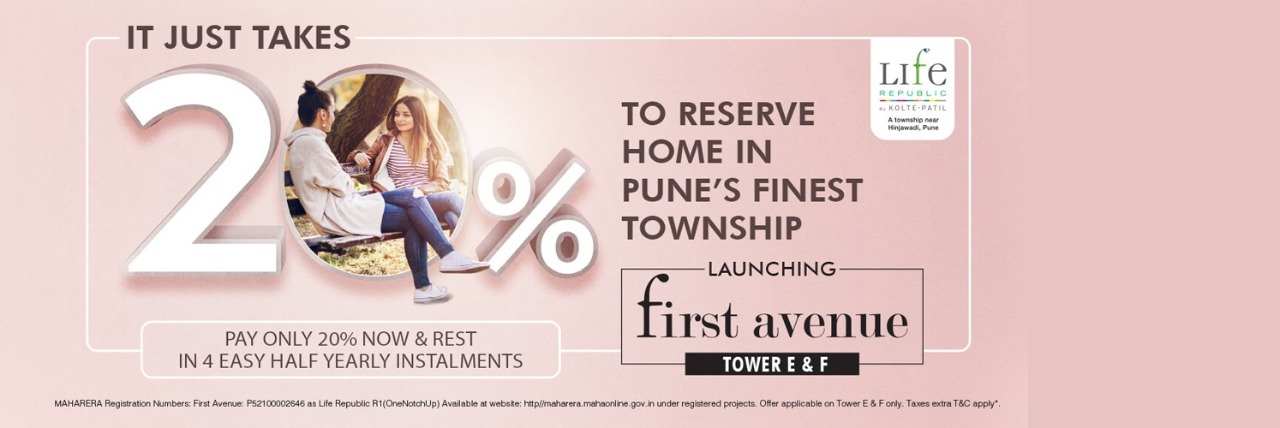 IT JUST TAKES
20%
TO RESERVE
HOME IN
PUNE'S FINEST
TOWNSHIP
LIfe
REPUBLIC
By KOLTE-PATIL
A township near
Hinjawadi, Pune
LAUNCHING
first avenue
TOWER E & F
PAY ONLY 20% NOW & REST
IN 4 EASY HALF YEARLY INSTALMENTS
MAHARERA Registration Numbers: First Avenue: P52100002646 as Life Republic R1(OneNotchUp) Available at website: http//maharera.mahaonline.gov.in under registered projects. Offer applicable on Tower E & F only. Taxes extra T&C apply*.